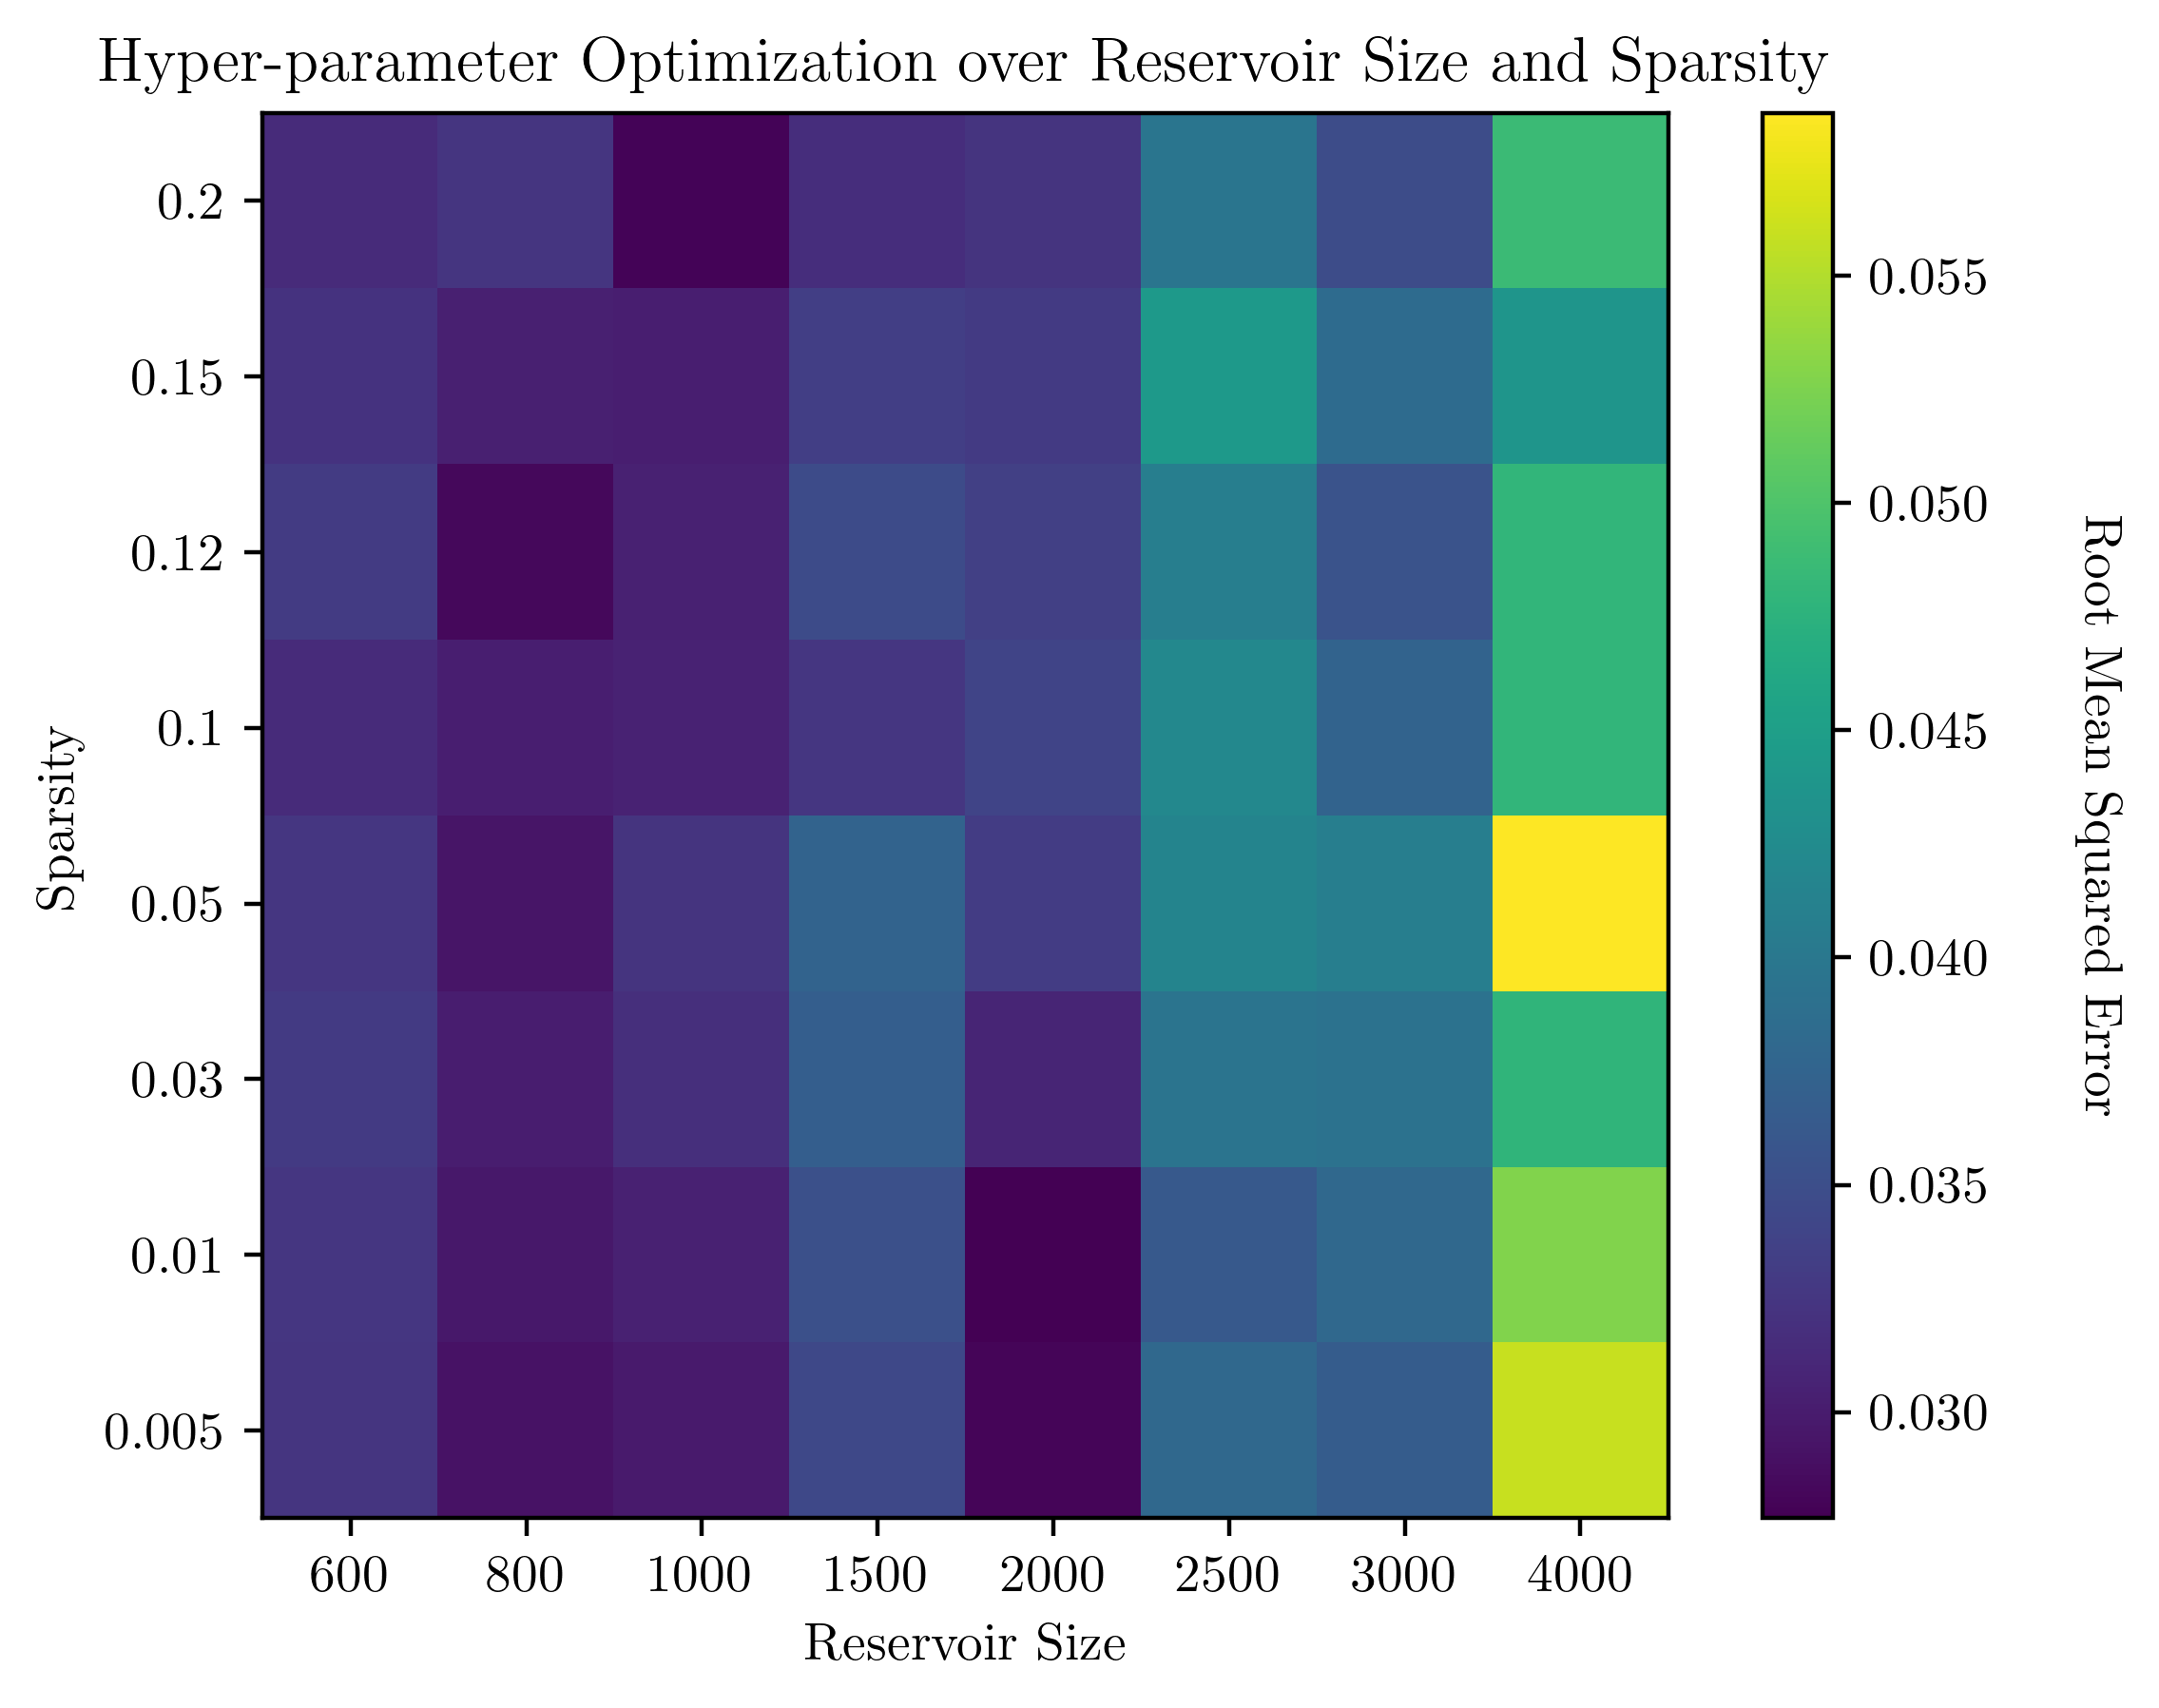 Hyper-parameter Optimization over Reservoir Size and Sparsity
Sparsity
0.2
0.15
0.12
0.1
0.05
0.03
0.01
0.005
600 800 1000 1500 2000 2500 3000 4000
Reservoir Size
0.055
0.050
0.045
0.040
0.035
0.030
Root Mean Squared Error